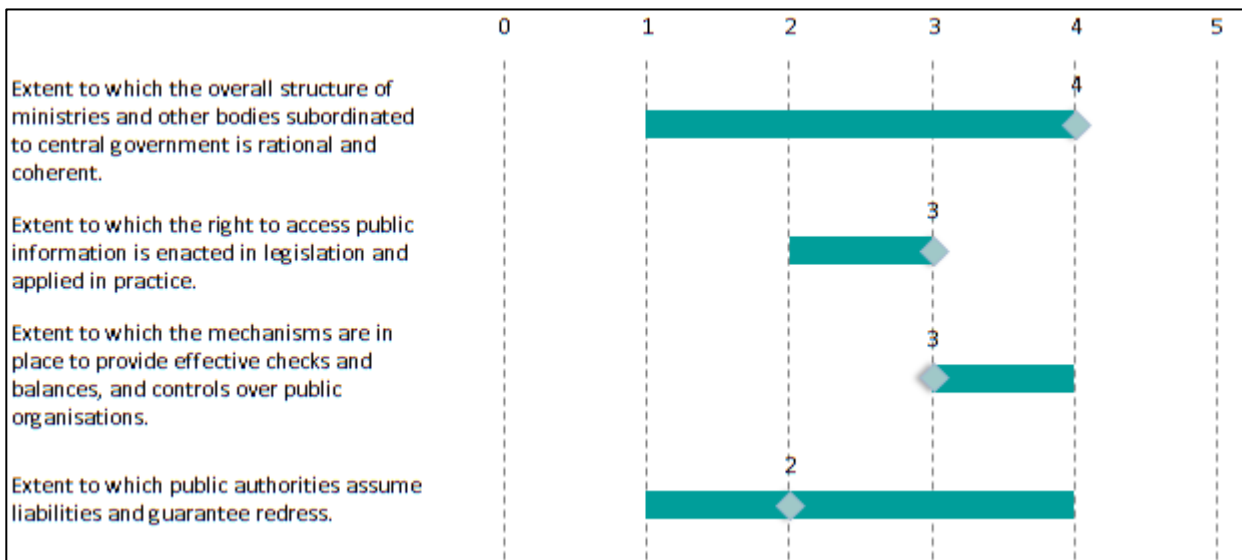 0 1 2 3 4 5
4
Extent to which the overall structure of
ministries and other bodies subordinated
to central government is rational and
coherent.
3
Extent to which the right to access public
information is enacted in legislation and
applied in practice.
3
Extent to which the mechanisms are in
place to provide effective checks and
balances, and controls over public
organisations.
2
Extent to which public authorities assume
liabilities and guarantee redress.